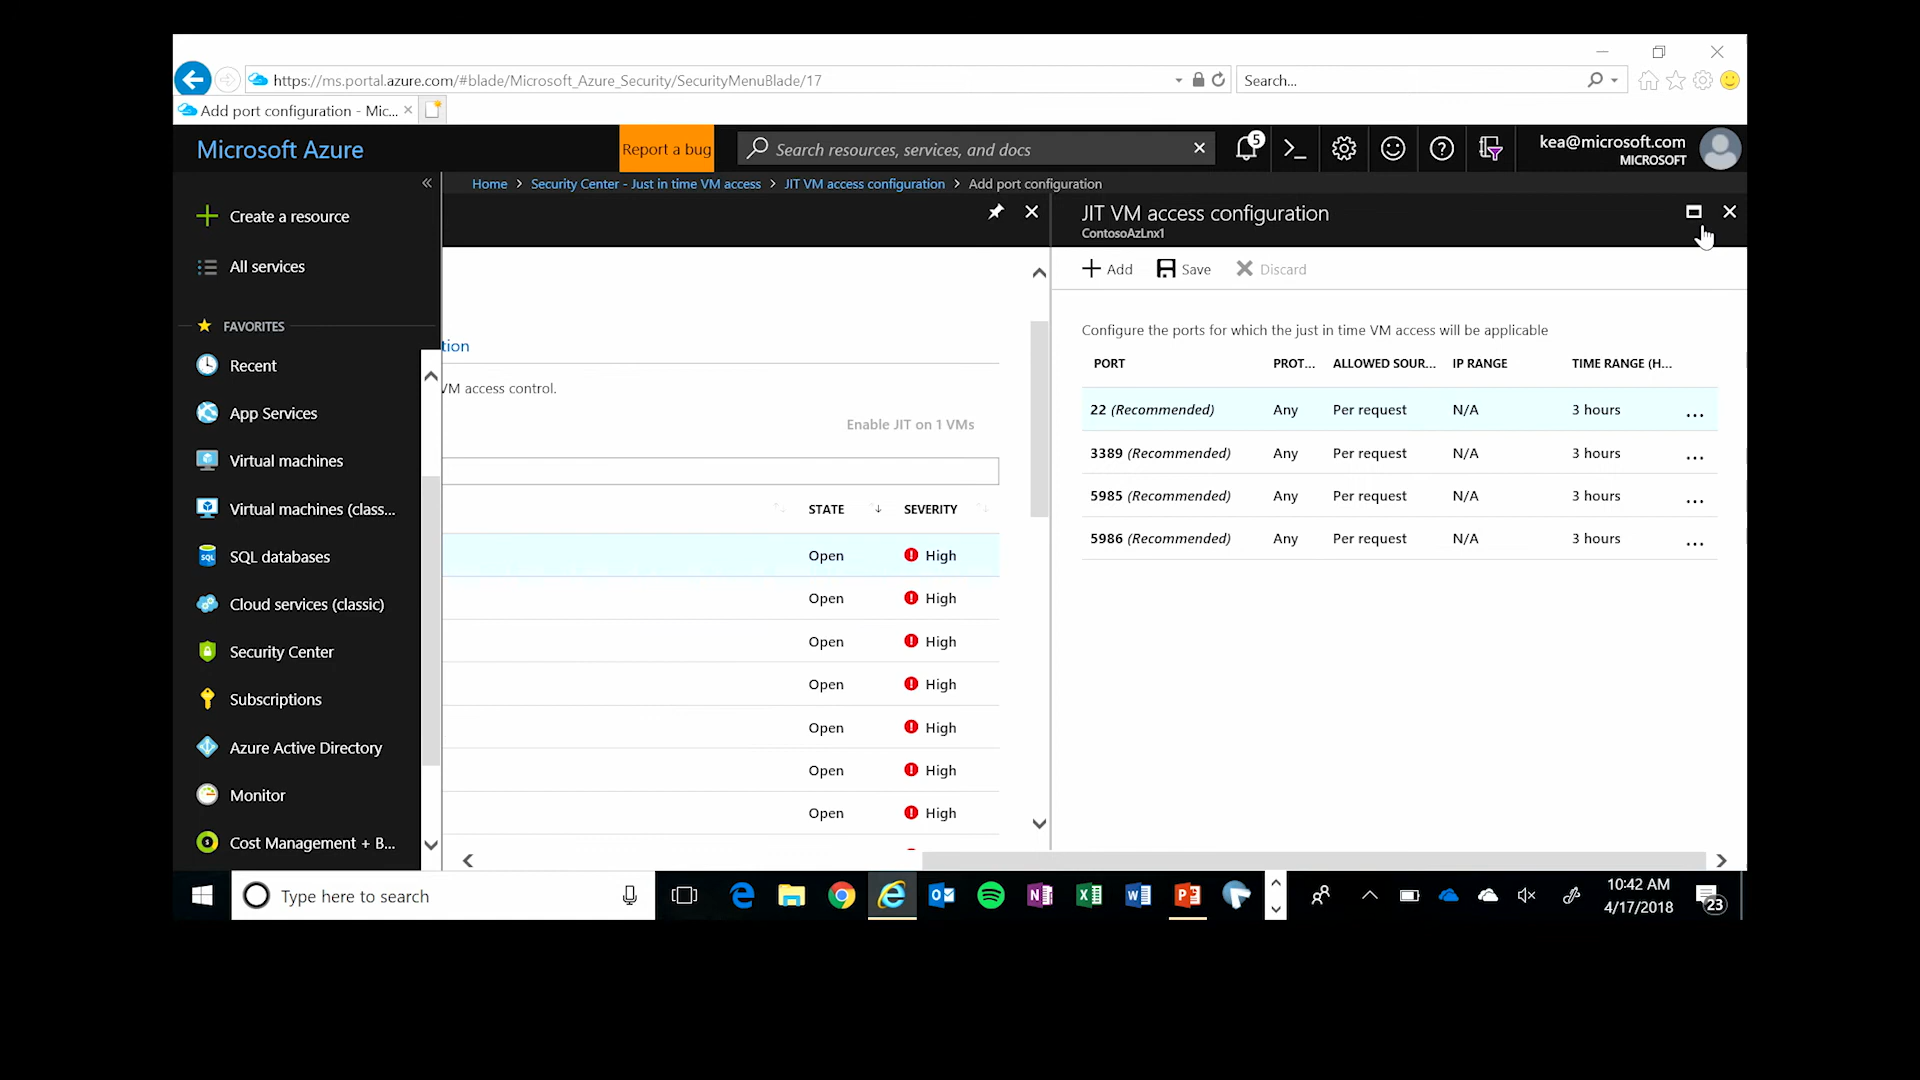 https://ms.portal.azure.com/#blade/Microsoft_Azure_Security/SecurityMenuBlade/17
Search...
Add port configuration - Mic...
Microsoft Azure
Report a bug
Search resources, services, and docs
5
kea@microsoft.com
MICROSOFT
Home > Security Center - Just in time VM access > JIT VM access configuration > Add port configuration
Create a resource
All services
FAVORITES
Recent
App Services
Virtual machines
Virtual machines (class...
SQL databases
Cloud services (classic)
Security Center
Subscriptions
Azure Active Directory
Monitor
Cost Management + B...
tion
VM access control.
Enable JIT on 1 VMs
STATE SEVERITY
Open High
Open High
Open High
Open High
Open High
Open High
Open High
JIT VM access configuration
ContosoAzLnx1
Add Save Discard
Configure the ports for which the just in time VM access will be applicable
PORT PROT... ALLOWED SOUR... IP RANGE TIME RANGE (H...
22 (Recommended) Any Per request N/A 3 hours ...
3389 (Recommended) Any Per request N/A 3 hours ...
5985 (Recommended) Any Per request N/A 3 hours ...
5986 (Recommended) Any Per request N/A 3 hours ...
Type here to search
10:42 AM
4/17/2018
23